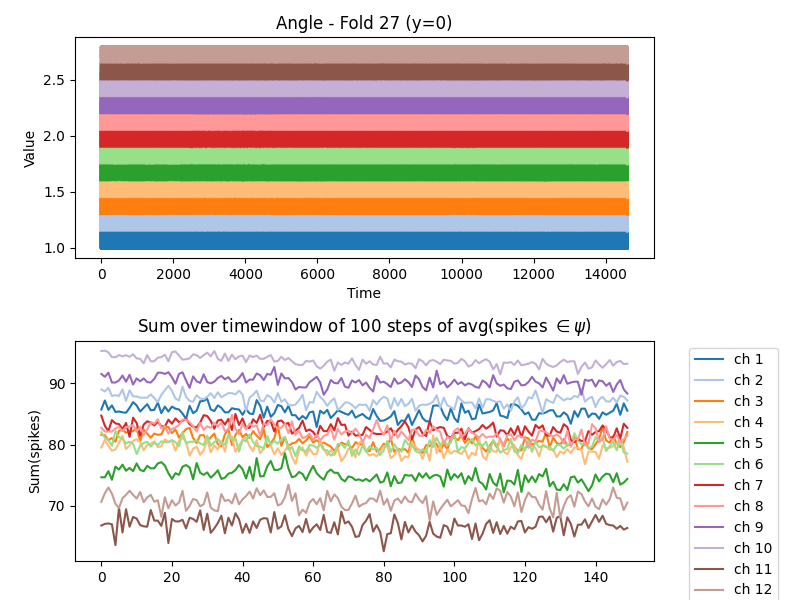 Angle - Fold 27 (y=0)
Value
2.5
2.0
1.5
1.0
0 2000 4000 6000 8000 10000 12000 14000
Time
Sum over timewindow of 100 steps of avg(spikes ∈ ψ)
Sum(spikes)
90
80
70
0 20 40 60 80 100 120 140
ch 1
ch 2
ch 3
ch 4
ch 5
ch 6
ch 7
ch 8
ch 9
ch 10
ch 11
ch 12